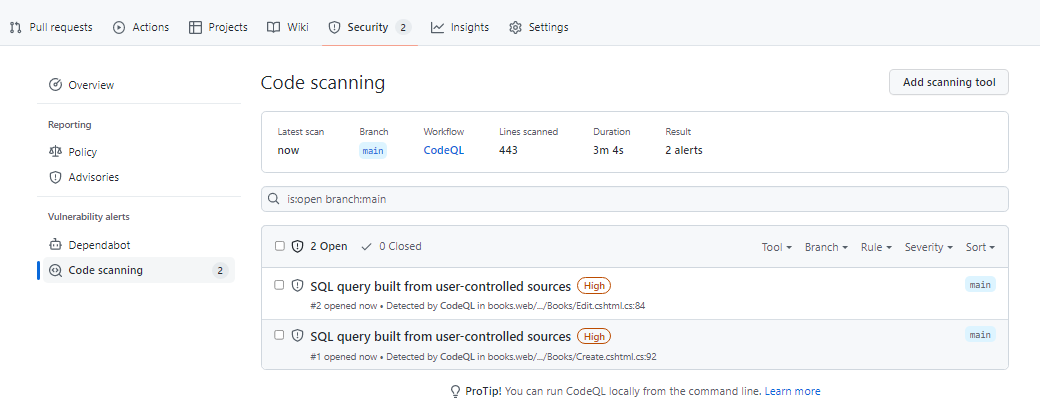 Pull requests Actions Projects Wiki Security 2 Insights Settings
Overview
Reporting
Policy
Advisories
Vulnerability alerts
Dependabot
Code scanning 2
Code scanning
Add scanning tool
Latest scan Branch Workflow Lines scanned Duration Result
now main CodeQL 443 3m 4s 2 alerts
is:open branch:main
2 Open 0 Closed Tool Branch Rule Severity Sort
SQL query built from user-controlled sources High main
#2 opened now • Detected by CodeQL in books.web/.../Books/Edit.cshtml.cs:84
SQL query built from user-controlled sources High main
#1 opened now • Detected by CodeQL in books.web/.../Books/Create.cshtml.cs:92
ProTip! You can run CodeQL locally from the command line. Learn more